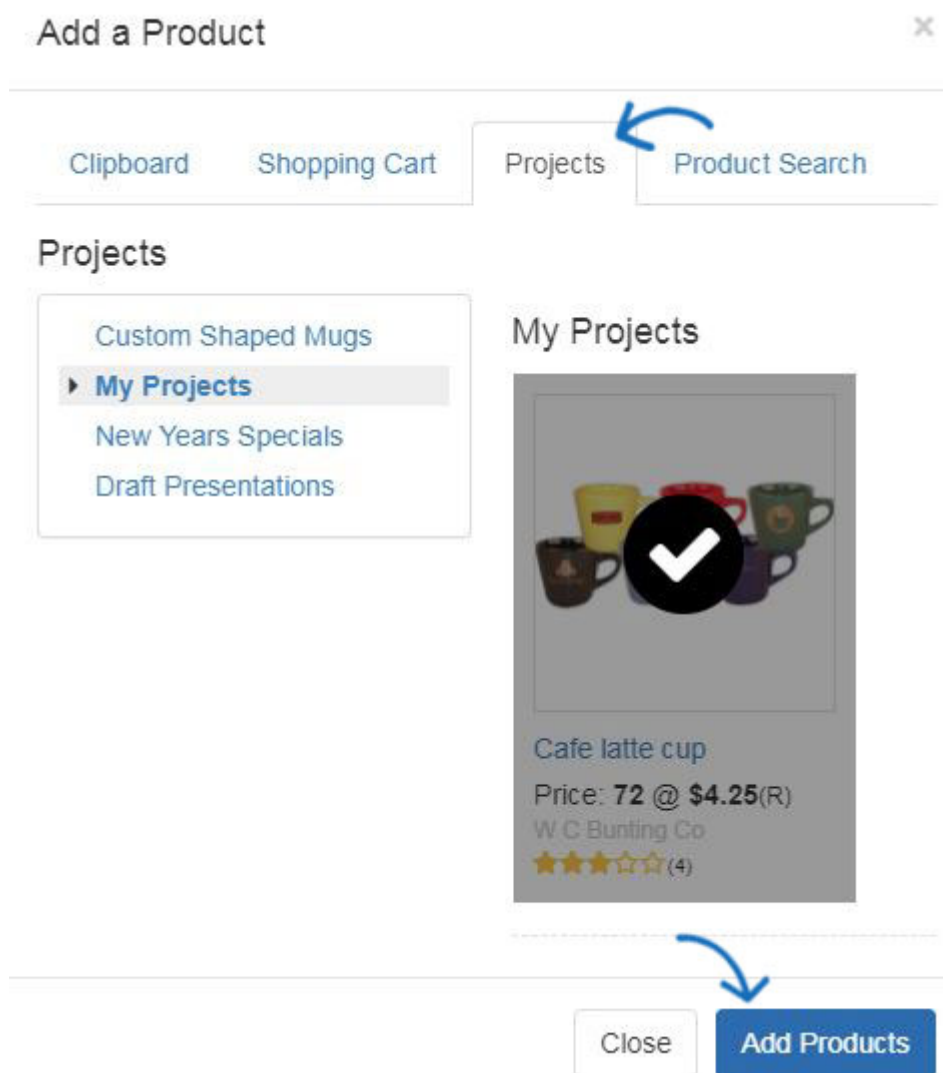 Add a Product
×
Clipboard Shopping Cart Projects Product Search
Projects
Custom Shaped Mugs
My Projects
New Years Specials
Draft Presentations
My Projects
Cafe latte cup
Price: 72 @ $4.25(R)
W C Bunting Co
(4)
Close Add Products